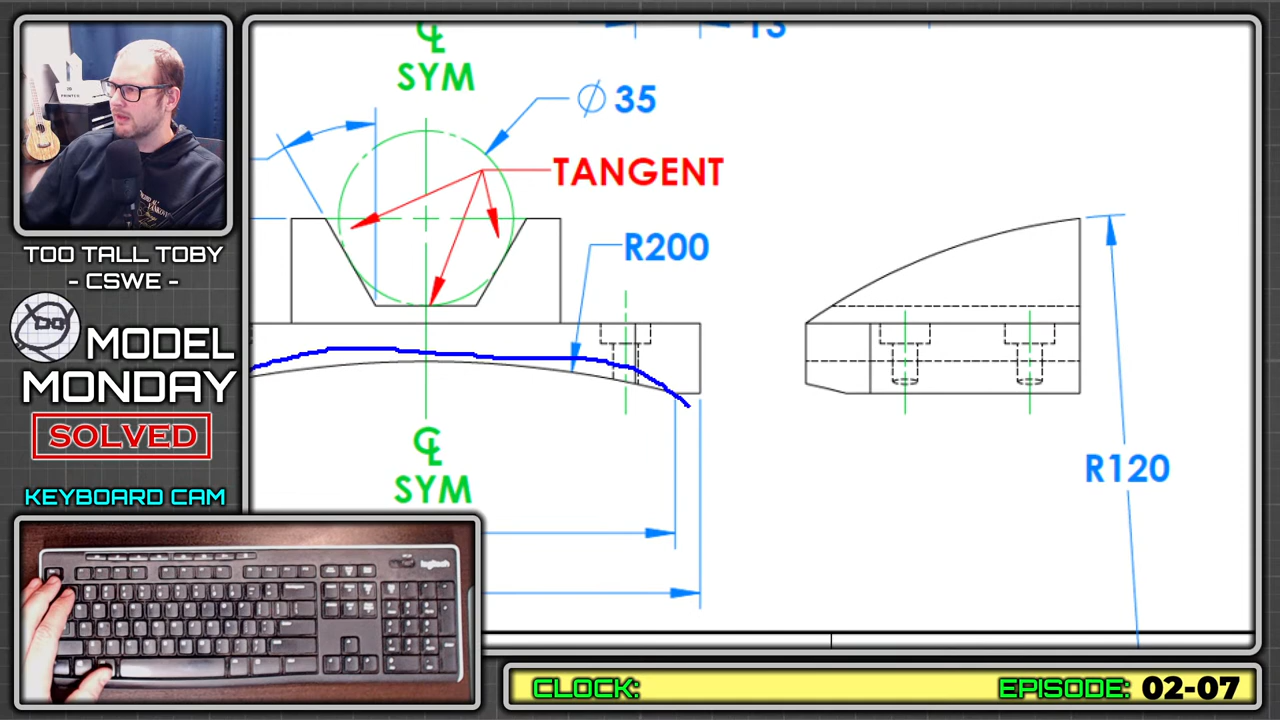 13
℄
SYM
⌀ 35
TANGENT
R200
℄
SYM
R120
TOO TALL TOBY
- CSWE -
MODEL
MONDAY
SOLVED
KEYBOARD CAM
logitech
CLOCK:
EPISODE: 02-07